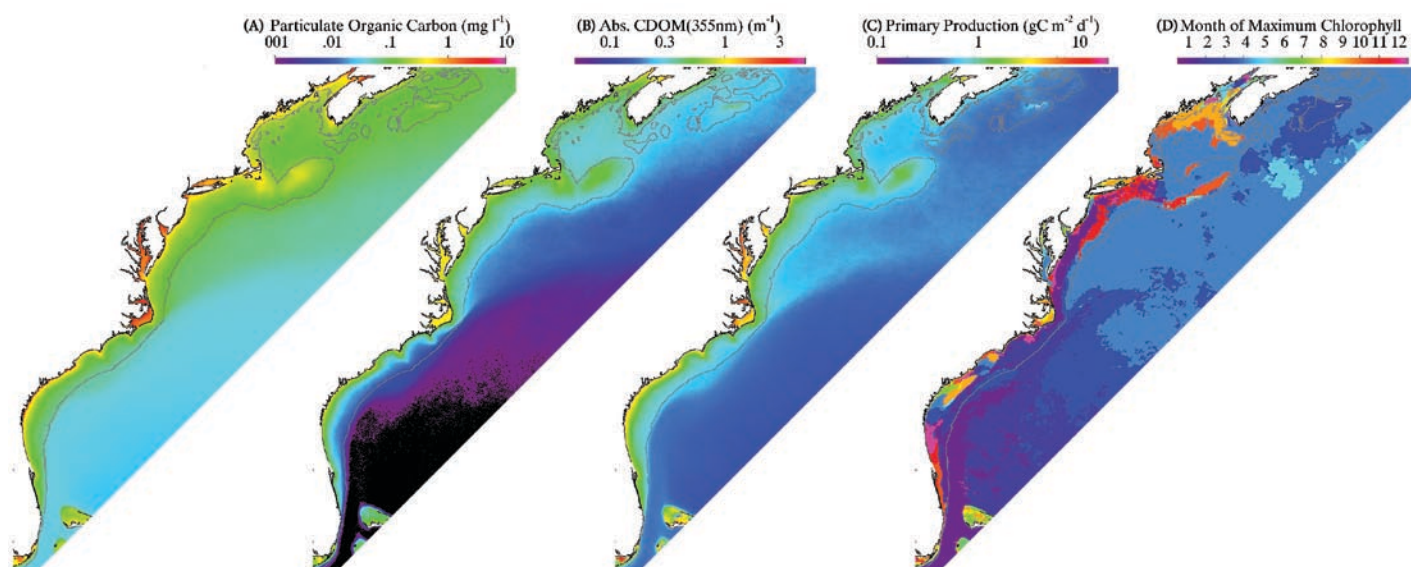 (A) Particulate Organic Carbon (mg l⁻¹)
001 .01 .1 1 10
(B) Abs. CDOM(355nm) (m⁻¹)
0.1 1 3
(C) Primary Production (gC m⁻² d⁻¹)
0.1 1 10
(D) Month of Maximum Chlorophyll
1 2 3 4 5 6 7 8 9 10 11 12